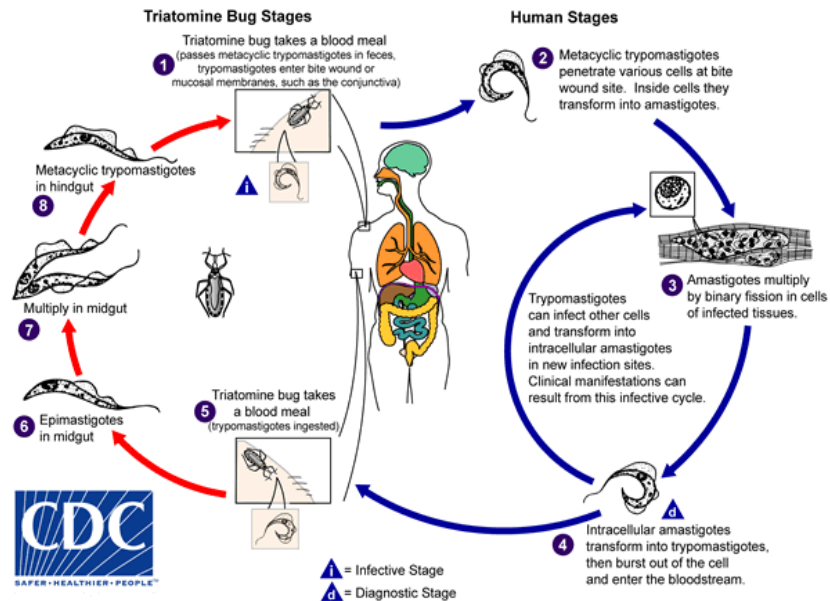 Triatomine Bug Stages
Human Stages
1
Triatomine bug takes a blood meal
(passes metacyclic trypomastigotes in feces,
trypomastigotes enter bite wound or
mucosal membranes, such as the conjunctiva)
i
2
Metacyclic trypomastigotes
penetrate various cells at bite
wound site. Inside cells they
transform into amastigotes.
3
Amastigotes multiply
by binary fission in cells
of infected tissues.
Trypomastigotes
can infect other cells
and transform into
intracellular amastigotes
in new infection sites.
Clinical manifestations can
result from this infective cycle.
d
4
Intracellular amastigotes
transform into trypomastigotes,
then burst out of the cell
and enter the bloodstream.
5
Triatomine bug takes
a blood meal
(trypomastigotes ingested)
6
Epimastigotes
in midgut
Multiply in midgut
7
Metacyclic trypomastigotes
in hindgut
8
CDC
SAFER•HEALTHIER•PEOPLE™
i = Infective Stage
d = Diagnostic Stage